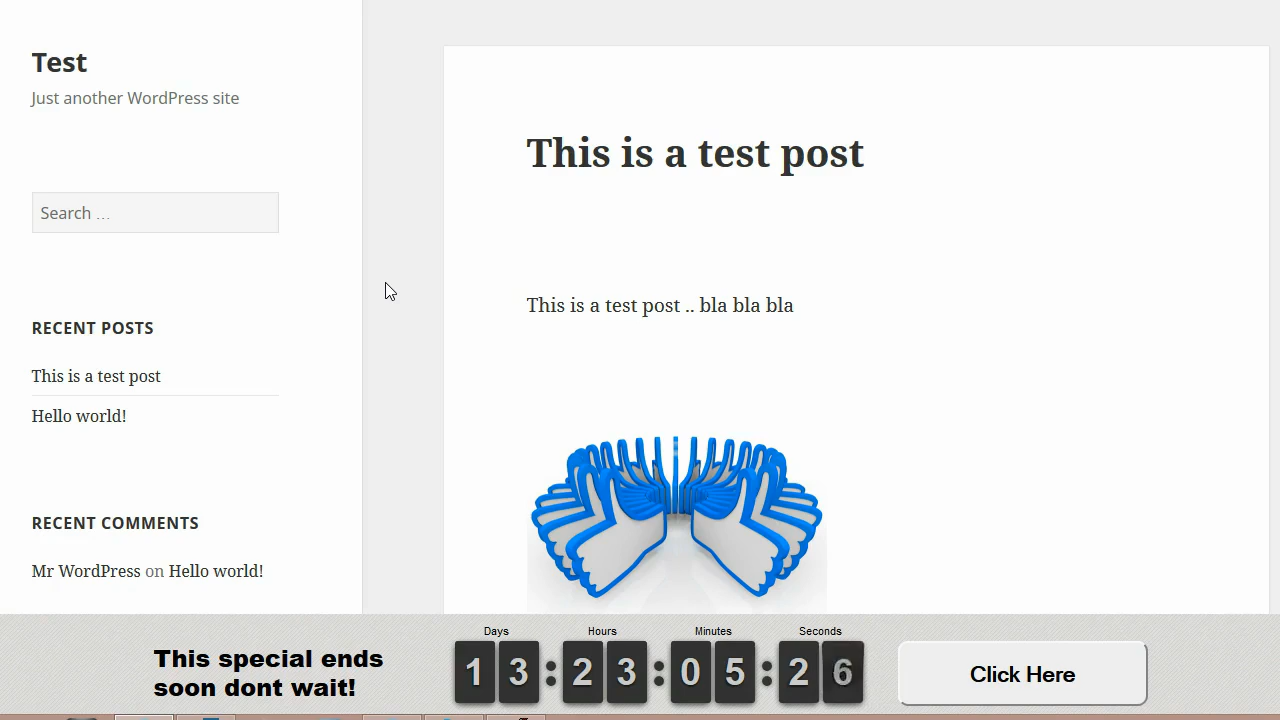 Test
Just another WordPress site
Search ...
RECENT POSTS
This is a test post
Hello world!
RECENT COMMENTS
Mr WordPress on Hello world!
This is a test post
This is a test post .. bla bla bla
This special ends
soon dont wait!
Days Hours Minutes Seconds
13:23:05:26
Click Here